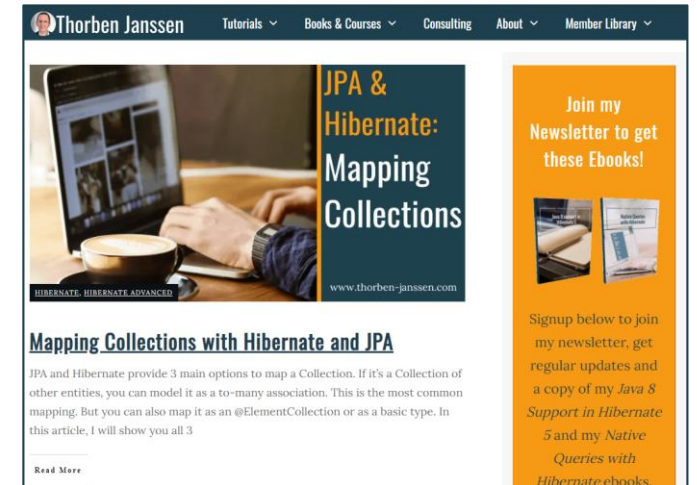 Thorben Janssen
Tutorials
Books & Courses
Consulting
About
Member Library
JPA &
Hibernate:
Mapping
Collections
www.thorben-janssen.com
HIBERNATE, HIBERNATE ADVANCED
Mapping Collections with Hibernate and JPA
JPA and Hibernate provide 3 main options to map a Collection. If it's a Collection of
other entities, you can model it as a to-many association. This is the most common
mapping. But you can also map it as an @ElementCollection or as a basic type. In
this article, I will show you all 3
Read More
Join my
Newsletter to get
these Ebooks!
Native Queries
with Hibernate
Signup below to join
my newsletter, get
regular updates and
a copy of my Java 8
Support in Hibernate
5 and my Native
Queries with
Hibernate ebooks.